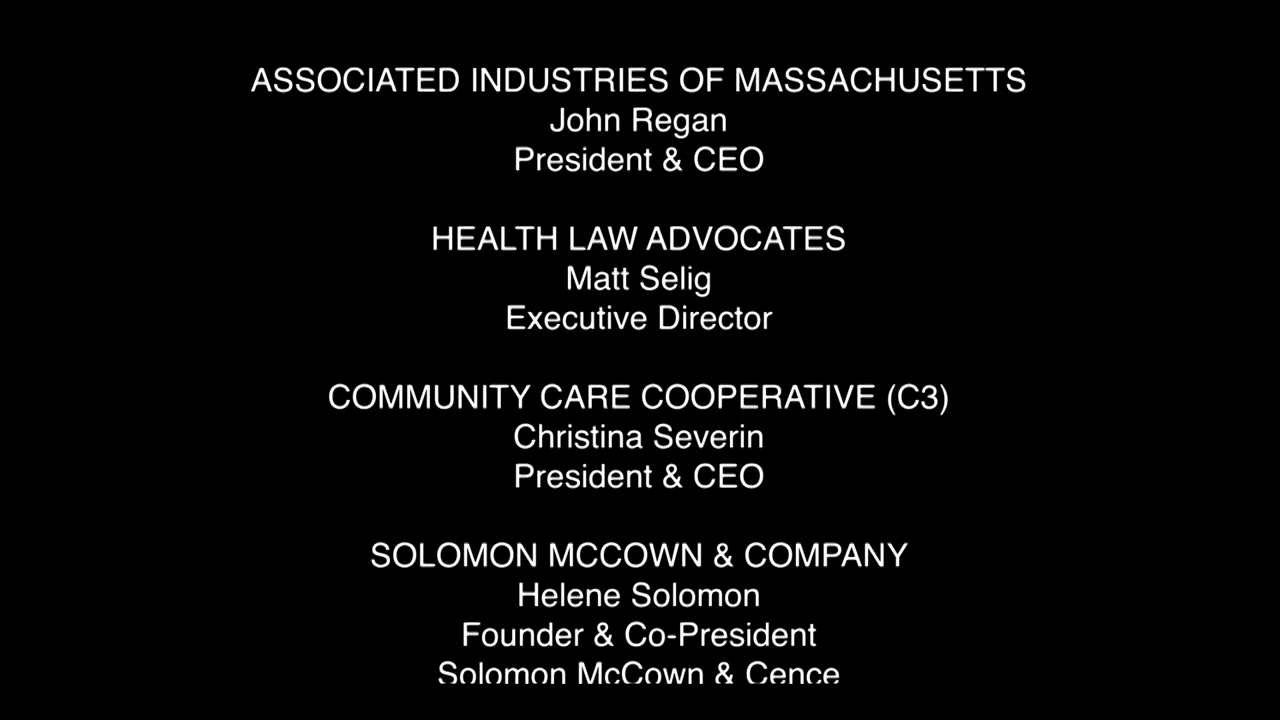 ASSOCIATED INDUSTRIES OF MASSACHUSETTS
John Regan
President & CEO
HEALTH LAW ADVOCATES
Matt Selig
Executive Director
COMMUNITY CARE COOPERATIVE (C3)
Christina Severin
President & CEO
SOLOMON MCCOWN & COMPANY
Helene Solomon
Founder & Co-President
Solomon McCown & Cence